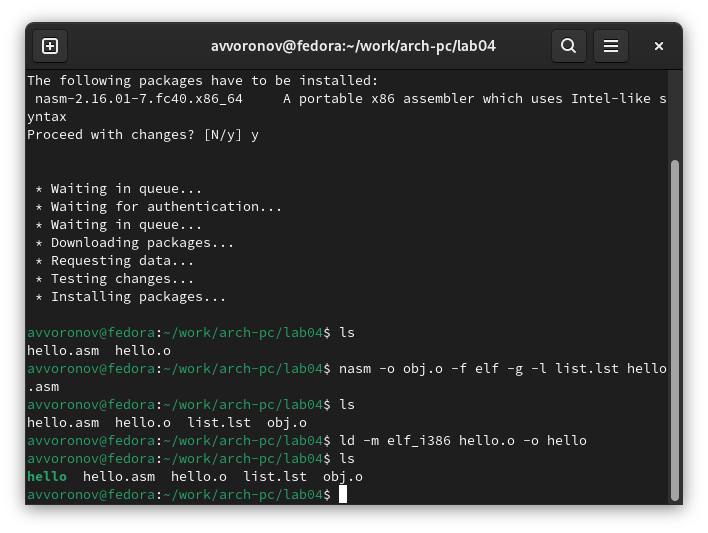 avvoronov@fedora:~/work/arch-pc/lab04
The following packages have to be installed:
 nasm-2.16.01-7.fc40.x86_64     A portable x86 assembler which uses Intel-like s
yntax
Proceed with changes? [N/y] y
 * Waiting in queue...
 * Waiting for authentication...
 * Waiting in queue...
 * Downloading packages...
 * Requesting data...
 * Testing changes...
 * Installing packages...
avvoronov@fedora:~/work/arch-pc/lab04$ ls
hello.asm  hello.o
avvoronov@fedora:~/work/arch-pc/lab04$ nasm -o obj.o -f elf -g -l list.lst hello
.asm
avvoronov@fedora:~/work/arch-pc/lab04$ ls
hello.asm  hello.o  list.lst  obj.o
avvoronov@fedora:~/work/arch-pc/lab04$ ld -m elf_i386 hello.o -o hello
avvoronov@fedora:~/work/arch-pc/lab04$ ls
hello  hello.asm  hello.o  list.lst  obj.o
avvoronov@fedora:~/work/arch-pc/lab04$